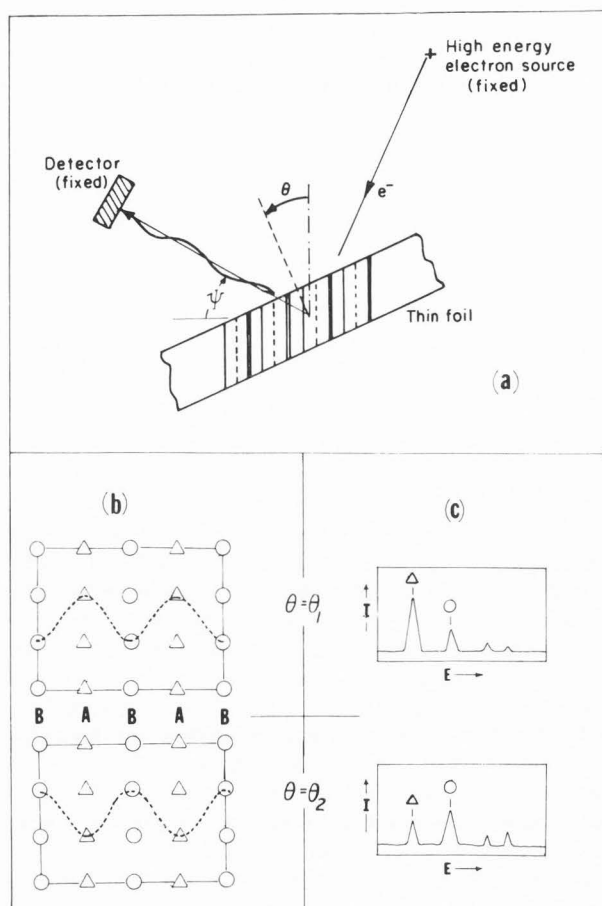 High energy
electron source
(fixed)
Detector
(fixed)
θ
e⁻
ψ
Thin foil
(a)
(b)
(c)
θ=θ₁
I
E
B A B A B
θ=θ₂
I
E